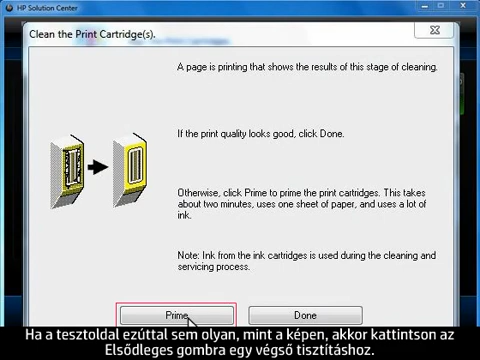 HP Solution Center
Clean the Print Cartridge(s).
A page is printing that shows the results of this stage of cleaning.
If the print quality looks good, click Done.
Otherwise, click Prime to prime the print cartridges. This takes
about two minutes, uses one sheet of paper, and uses a lot of
ink.
Note: Ink from the ink cartridges is used during the cleaning and
servicing process.
Prime
Done
Ha a tesztoldal ezúttal sem olyan, mint a képen, akkor kattintson az
Elsődleges gombra egy végső tisztításhoz.